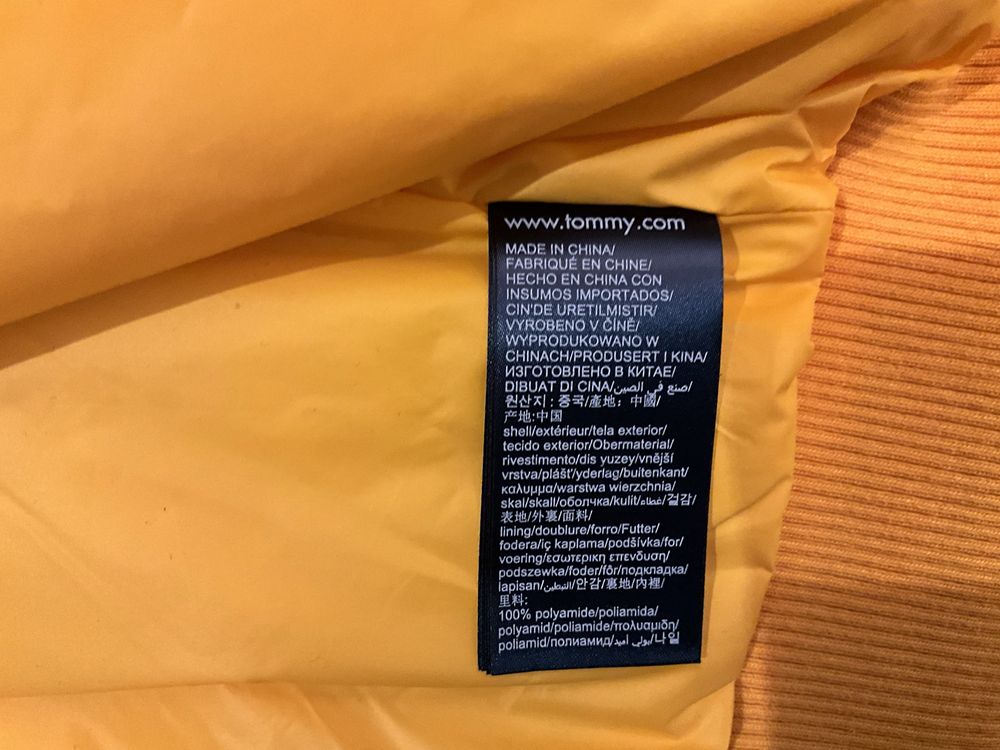 www.tommy.com
MADE IN CHINA/
FABRIQUÉ EN CHINE/
HECHO EN CHINA CON
INSUMOS IMPORTADOS/
CIN'DE URETILMISTIR/
VYROBENO V ČÍNĚ/
WYPRODUKOWANO W
CHINACH/PRODUSERT I KINA/
ИЗГОТОВЛЕНО В КИТАЕ/
DIBUAT DI CINA/صنع في الصين/
원산지 : 중국/產地：中國/
产地:中国
shell/extérieur/tela exterior/
tecido exterior/Obermaterial/
rivestimento/dis yuzey/vnější
vrstva/plášť/yderlag/buitenkant/
καλυμμα/warstwa wierzchnia/
skal/skall/оболчка/kulit/غطاء/겉감/
表地/外裏/面料/
lining/doublure/forro/Futter/
fodera/iç kaplama/podšívka/for/
voering/εσωτερικη επενδυση/
podszewka/foder/fôr/подкладка/
lapisan/التبطين/안감/裏地/內裡/
里料:
100% polyamide/poliamida/
polyamid/poliamide/πολυαμιδη/
poliamid/полиамид/بولي أميد/나일